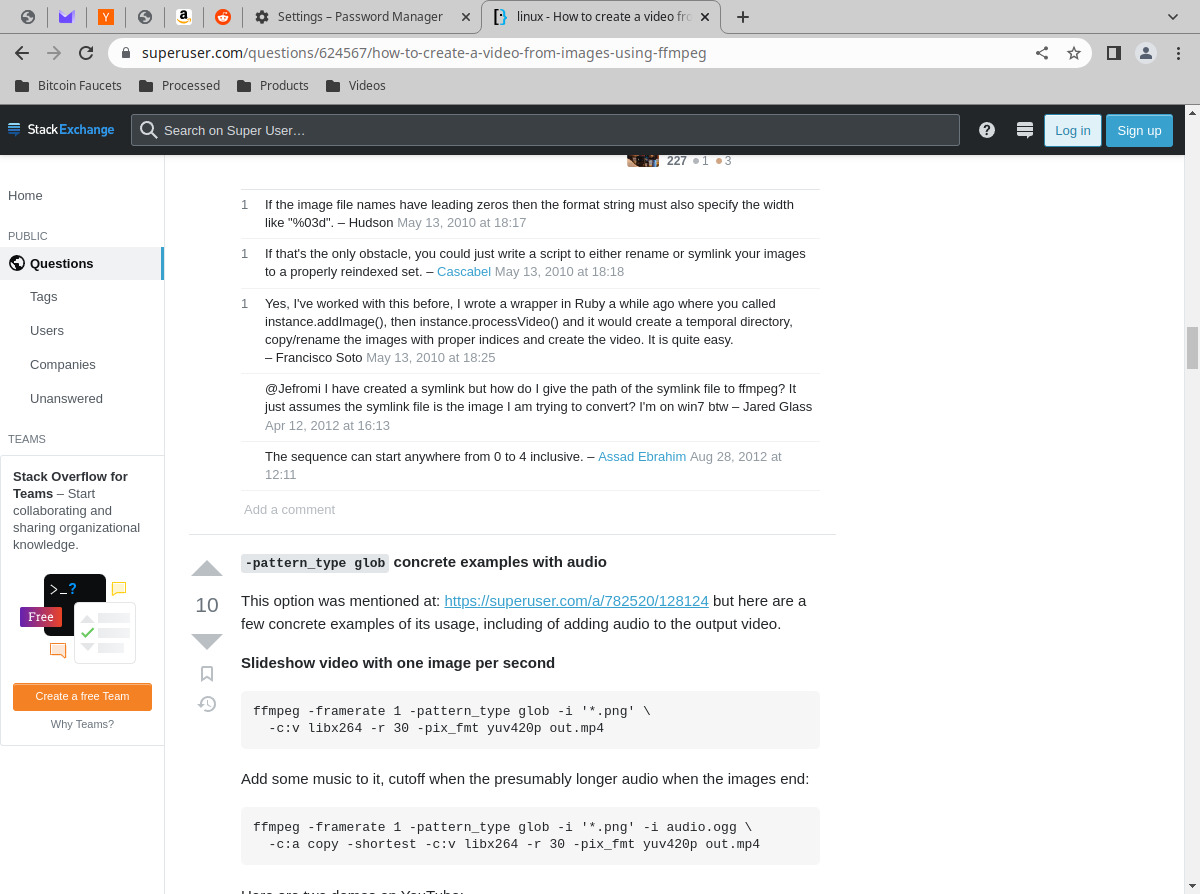 Settings – Password Manager
linux - How to create a video fro
superuser.com/questions/624567/how-to-create-a-video-from-images-using-ffmpeg
Bitcoin Faucets
Processed
Products
Videos
StackExchange
Search on Super User…
Log in
Sign up
Home
PUBLIC
Questions
Tags
Users
Companies
Unanswered
TEAMS
Stack Overflow for
Teams – Start
collaborating and
sharing organizational
knowledge.
>_?
Free
Create a free Team
Why Teams?
227 1 3
1 If the image file names have leading zeros then the format string must also specify the width
like "%03d". – Hudson May 13, 2010 at 18:17
1 If that's the only obstacle, you could just write a script to either rename or symlink your images
to a properly reindexed set. – Cascabel May 13, 2010 at 18:18
1 Yes, I've worked with this before, I wrote a wrapper in Ruby a while ago where you called
instance.addImage(), then instance.processVideo() and it would create a temporal directory,
copy/rename the images with proper indices and create the video. It is quite easy.
– Francisco Soto May 13, 2010 at 18:25
@Jefromi I have created a symlink but how do I give the path of the symlink file to ffmpeg? It
just assumes the symlink file is the image I am trying to convert? I'm on win7 btw – Jared Glass
Apr 12, 2012 at 16:13
The sequence can start anywhere from 0 to 4 inclusive. – Assad Ebrahim Aug 28, 2012 at
12:11
Add a comment
10
-pattern_type glob concrete examples with audio
This option was mentioned at: https://superuser.com/a/782520/128124 but here are a
few concrete examples of its usage, including of adding audio to the output video.
Slideshow video with one image per second
ffmpeg -framerate 1 -pattern_type glob -i '*.png' \
-c:v libx264 -r 30 -pix_fmt yuv420p out.mp4
Add some music to it, cutoff when the presumably longer audio when the images end:
ffmpeg -framerate 1 -pattern_type glob -i '*.png' -i audio.ogg \
-c:a copy -shortest -c:v libx264 -r 30 -pix_fmt yuv420p out.mp4
Here are two demos on YouTube: